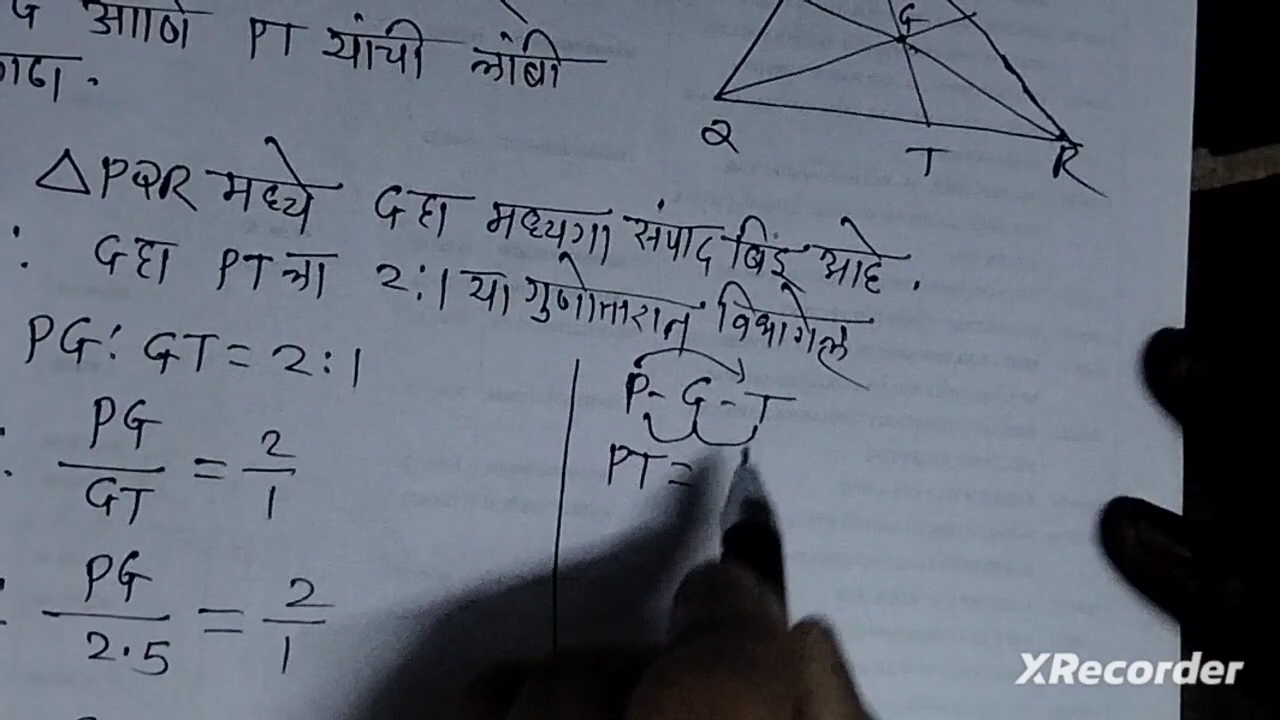 G आणि PT यांची लांबी
काढा.
G
Q
T
R
△PQR मध्ये G हा मध्यगा संपात बिंदू आहे.
∴ G हा PT ला 2:1 या गुणोत्तरात विभागेल
PG: GT = 2:1
P-G-T
PG/GT = 2/1
PT =
PG/2.5 = 2/1
XRecorder